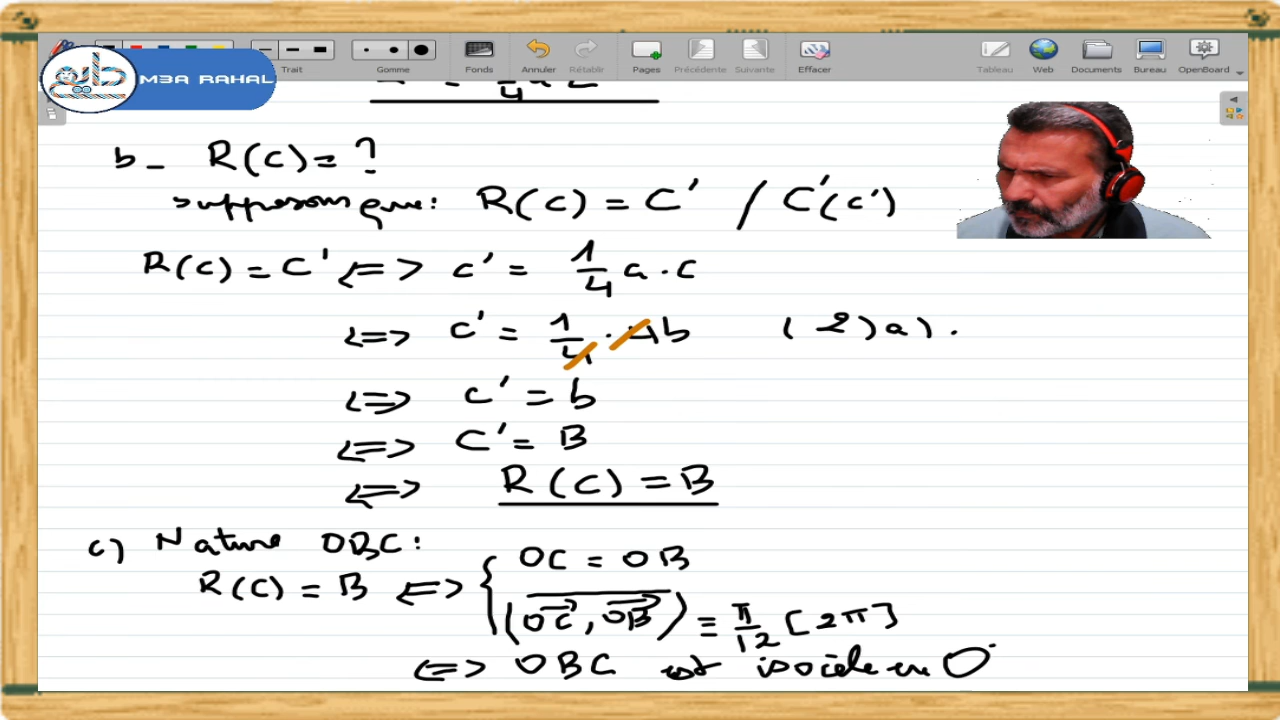 Trait
Gomme
Fonds
Annuler
Rétablir
Pages
Précédente
Suivante
Effacer
Tableau
Web
Documents
Bureau
OpenBoard
M3A RAHAL
b- R(C)=?
supposons que: R(C) = C' / C'(c')
R(C) = C' <=> c' = 1/4 a . c
<=> c' = 1/4 . 4b (2)a).
<=> c' = b
<=> C' = B
<=> R(C) = B
c) Nature OBC:
R(C) = B <=> { OC = OB
(OC, OB) ≡ π/12 [2π]
<=> OBC est isocèle en O